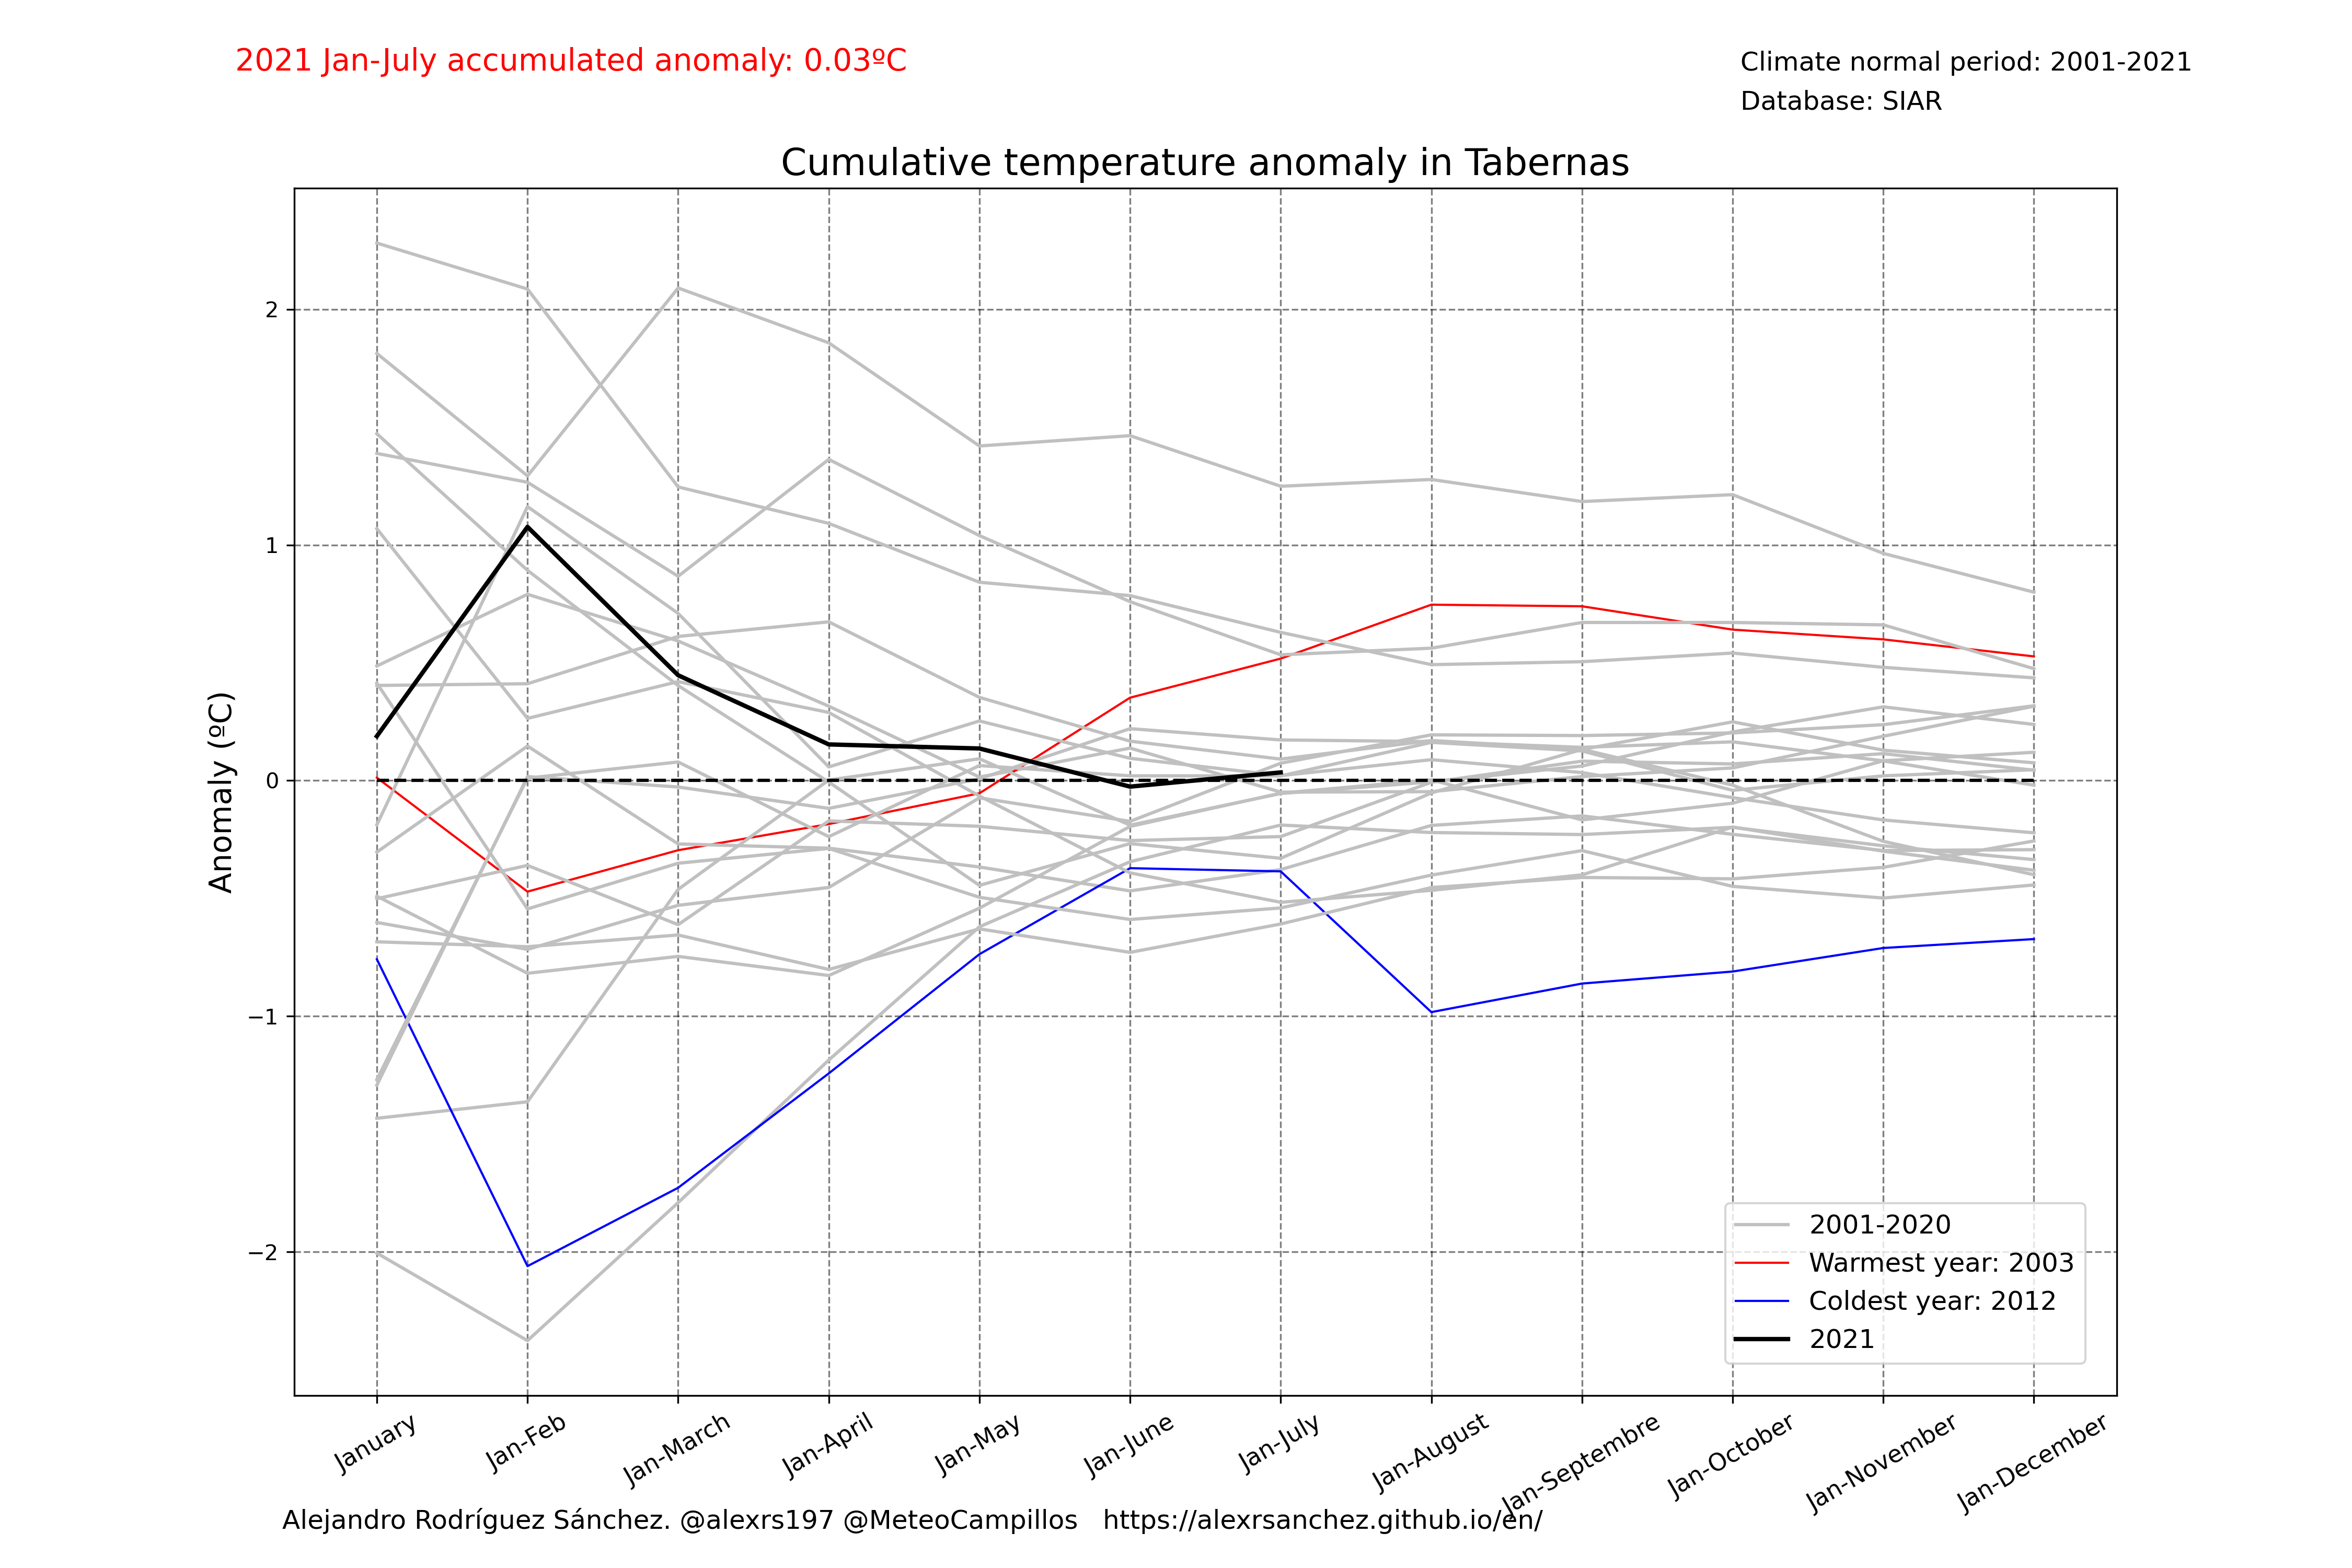 2021 Jan-July accumulated anomaly: 0.03ºC
Climate normal period: 2001-2021
Database: SIAR
Cumulative temperature anomaly in Tabernas
Anomaly (ºC)
2
1
0
−1
−2
2001-2020
Warmest year: 2003
Coldest year: 2012
2021
January
Jan-Feb
Jan-March
Jan-April
Jan-May
Jan-June
Jan-July
Jan-August
Jan-Septembre
Jan-October
Jan-November
Jan-December
Alejandro Rodríguez Sánchez. @alexrs197 @MeteoCampillos https://alexrsanchez.github.io/en/